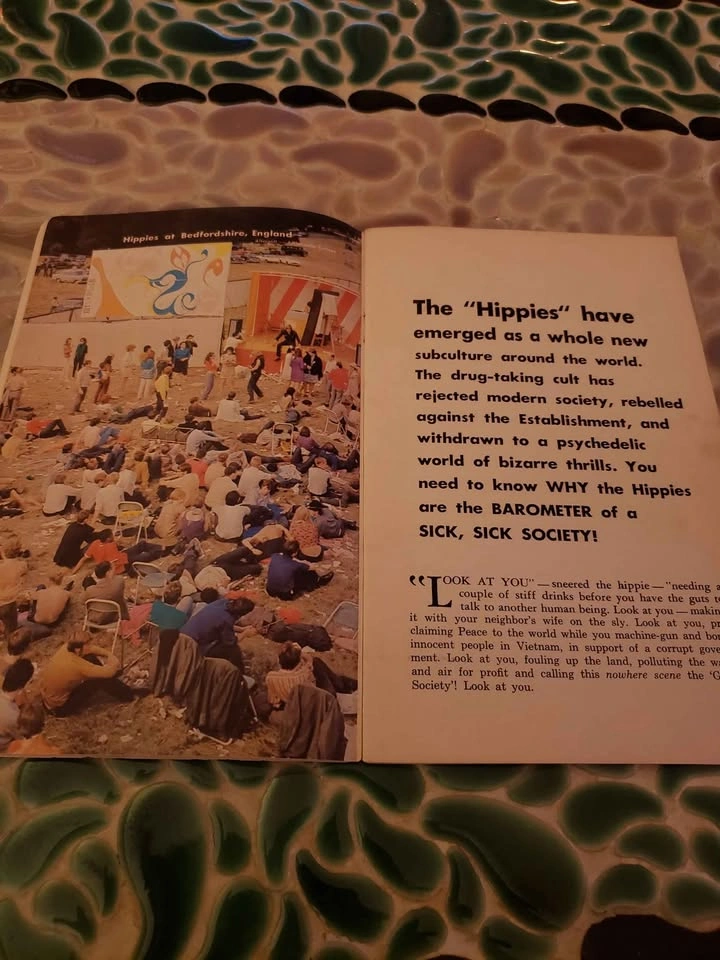 Hippies at Bedfordshire, England
The "Hippies" have
emerged as a whole new
subculture around the world.
The drug-taking cult has
rejected modern society, rebelled
against the Establishment, and
withdrawn to a psychedelic
world of bizarre thrills. You
need to know WHY the Hippies
are the BAROMETER of a
SICK, SICK SOCIETY!
"LOOK AT YOU" — sneered the hippie — "needing a
couple of stiff drinks before you have the guts to
talk to another human being. Look at you — makin
it with your neighbor's wife on the sly. Look at you, pr
claiming Peace to the world while you machine-gun and bo
innocent people in Vietnam, in support of a corrupt gove
ment. Look at you, fouling up the land, polluting the w
and air for profit and calling this nowhere scene the 'G
Society'! Look at you.